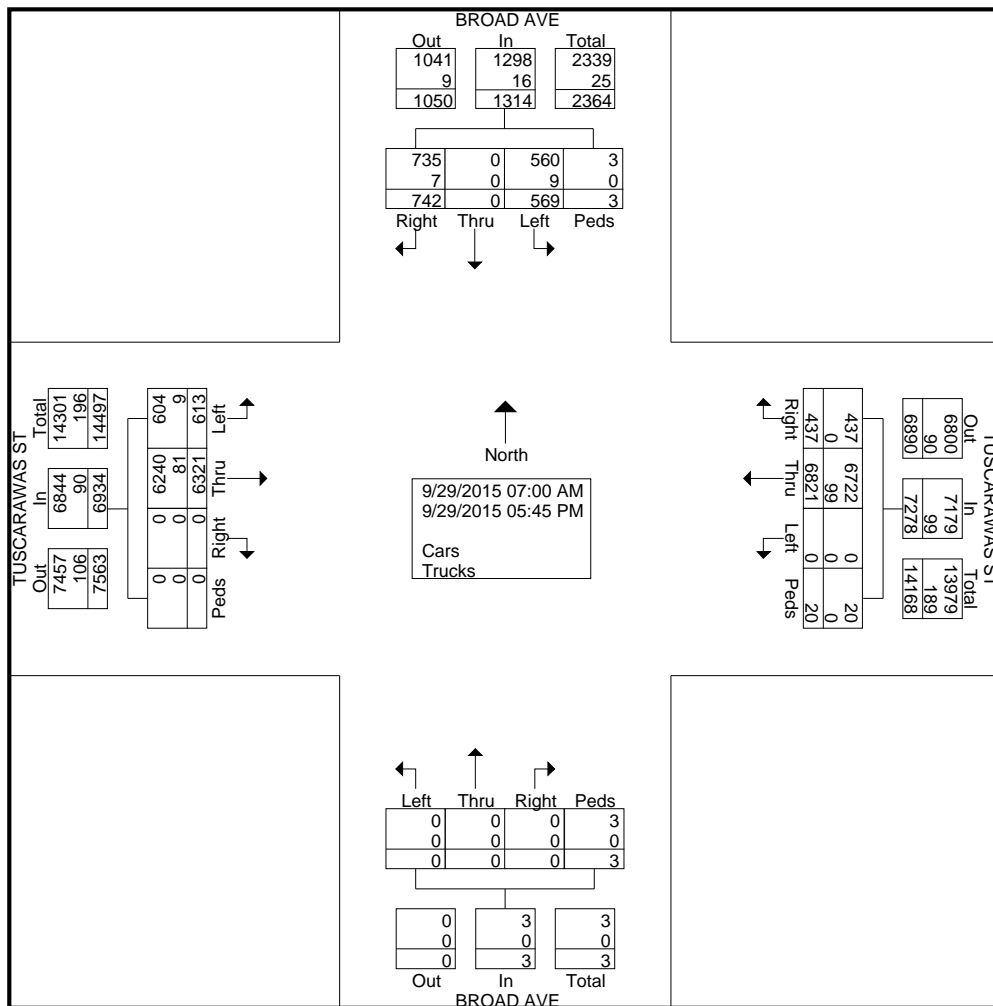 BROAD AVE
Out In Total
1041 1298 2339
9 16 25
1050 1314 2364
735 0 560 3
7 0 9 0
742 0 569 3
Right Thru Left Peds
TUSCARAWAS ST
Total In Out
14301 6844 7457
196 90 106
14497 6934 7563
604 6240 0 0
9 81 0 0
613 6321 0 0
Left Thru Right Peds
North
9/29/2015 07:00 AM
9/29/2015 05:45 PM
Cars
Trucks
Right Thru Left Peds
437 6821 0 20
0 99 0 0
437 6722 0 20
6890 7278 14168
90 99 189
6800 7179 13979
Out In Total
TUSCARAWAS ST
Left Thru Right Peds
0 0 0 3
0 0 0 0
0 0 0 3
0 3 3
0 0 0
0 3 3
Out In Total
BROAD AVE